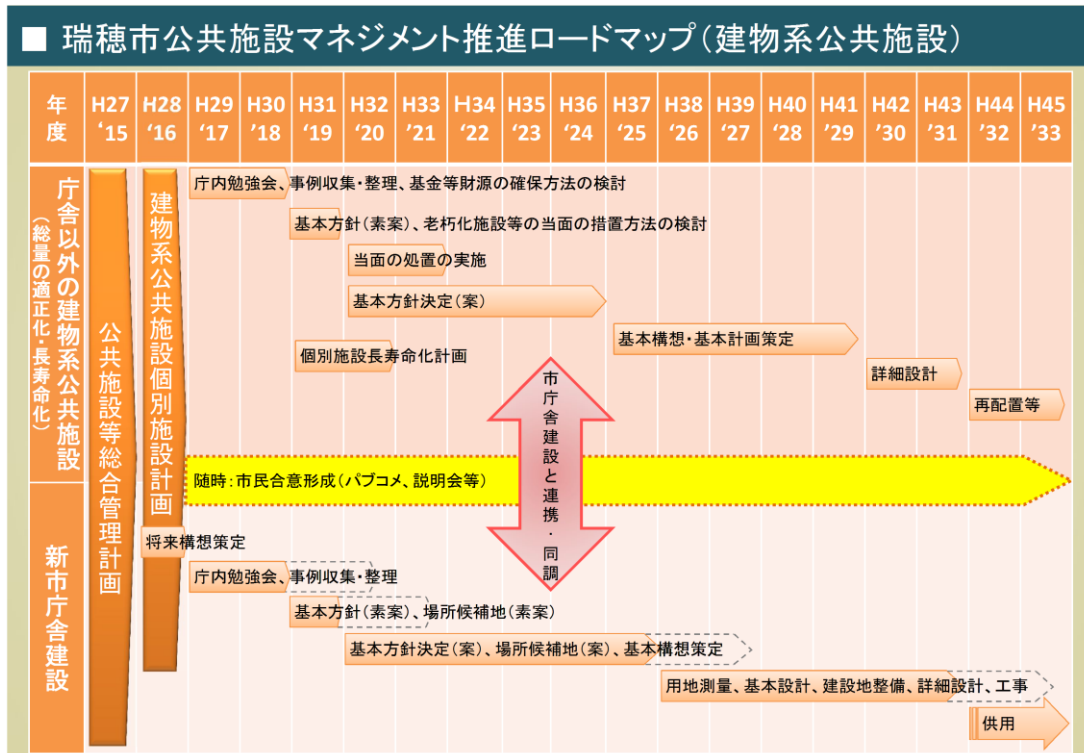 ■ 瑞穂市公共施設マネジメント推進ロードマップ(建物系公共施設)
年度 H27 H28 H29 H30 H31 H32 H33 H34 H35 H36 H37 H38 H39 H40 H41 H42 H43 H44 H45
‘15 ‘16 ‘17 ‘18 ‘19 ‘20 ’21 ‘22 ‘23 ’24 ‘25 ’26 ‘27 ’28 ’29 ’30 ’31 ’32 ’33
庁舎以外の建物系公共施設
(総量の適正化・長寿命化)
公共施設等総合管理計画
建物系公共施設個別施設計画
庁内勉強会、事例収集・整理、基金等財源の確保方法の検討
基本方針(素案)、老朽化施設等の当面の措置方法の検討
当面の処置の実施
基本方針決定(案)
基本構想・基本計画策定
個別施設長寿命化計画
詳細設計
再配置等
市庁舎建設と連携・同調
随時:市民合意形成(パブコメ、説明会等)
新市庁舎建設
将来構想策定
庁内勉強会、事例収集・整理
基本方針(素案)、場所候補地(素案)
基本方針決定(案)、場所候補地(案)、基本構想策定
用地測量、基本設計、建設地整備、詳細設計、工事
供用